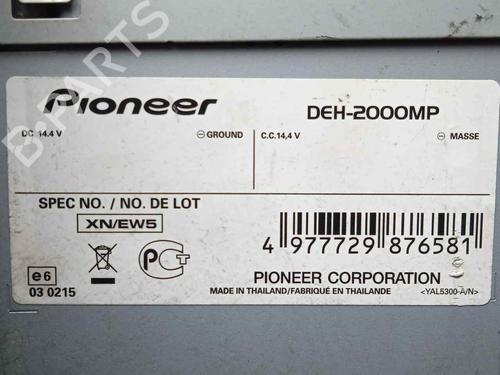 Pioneer DEH-2000MP
DC 14.4 V ⊖ GROUND C.C.14,4 V ⊖ MASSE
SPEC NO. / NO. DE LOT
XN/EW5
4 977729 876581
e6
03 0215
PIONEER CORPORATION
MADE IN THAILAND/FABRIQUÉ EN THAILANDE
<YAL5300-A/N>
B-PARTS